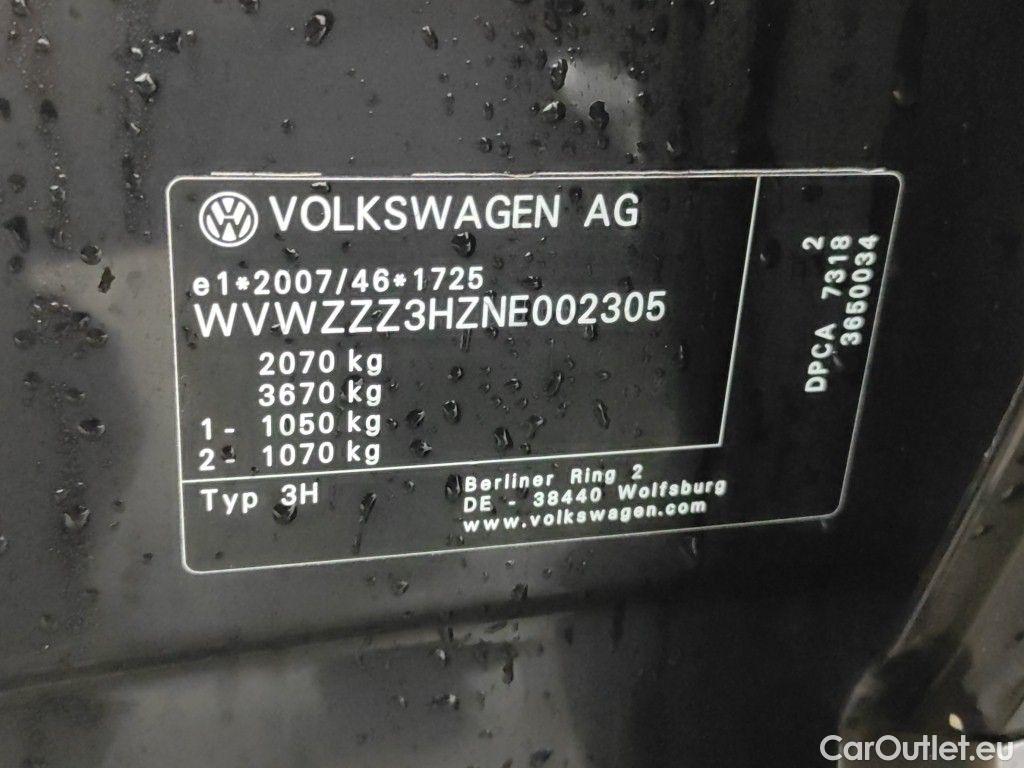 VOLKSWAGEN AG
e1*2007/46*1725
WVWZZZ3HZNE002305
2070 kg
3670 kg
1- 1050 kg
2- 1070 kg
Typ 3H
Berliner Ring 2
DE - 38440 Wolfsburg
www.volkswagen.com
DPCA 7318 2
3650034
CarOutlet.eu